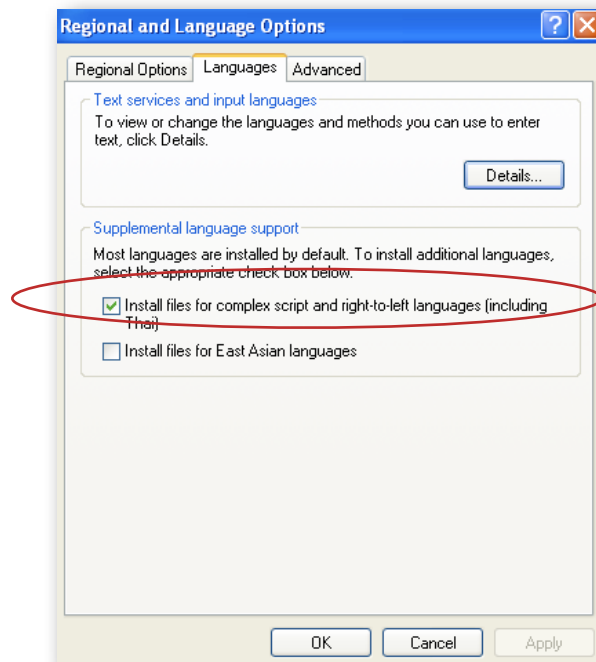 Regional and Language Options
Regional Options Languages Advanced
Text services and input languages
To view or change the languages and methods you can use to enter
text, click Details.
Details...
Supplemental language support
Most languages are installed by default. To install additional languages,
select the appropriate check box below.
Install files for complex script and right-to-left languages (including
Thai)
Install files for East Asian languages
OK Cancel Apply